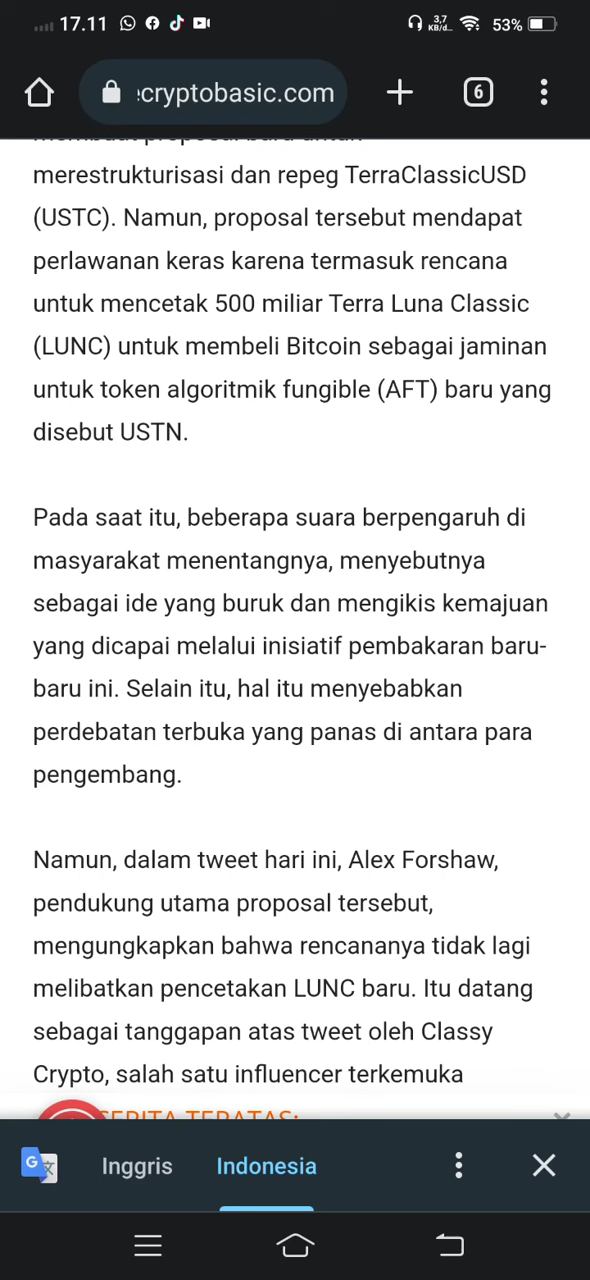 17.11
3,7
KB/d
53%
:cryptobasic.com
6
merestrukturisasi dan repeg TerraClassicUSD
(USTC). Namun, proposal tersebut mendapat
perlawanan keras karena termasuk rencana
untuk mencetak 500 miliar Terra Luna Classic
(LUNC) untuk membeli Bitcoin sebagai jaminan
untuk token algoritmik fungible (AFT) baru yang
disebut USTN.
Pada saat itu, beberapa suara berpengaruh di
masyarakat menentangnya, menyebutnya
sebagai ide yang buruk dan mengikis kemajuan
yang dicapai melalui inisiatif pembakaran baru-
baru ini. Selain itu, hal itu menyebabkan
perdebatan terbuka yang panas di antara para
pengembang.
Namun, dalam tweet hari ini, Alex Forshaw,
pendukung utama proposal tersebut,
mengungkapkan bahwa rencananya tidak lagi
melibatkan pencetakan LUNC baru. Itu datang
sebagai tanggapan atas tweet oleh Classy
Crypto, salah satu influencer terkemuka
TERATAS:
Inggris
Indonesia